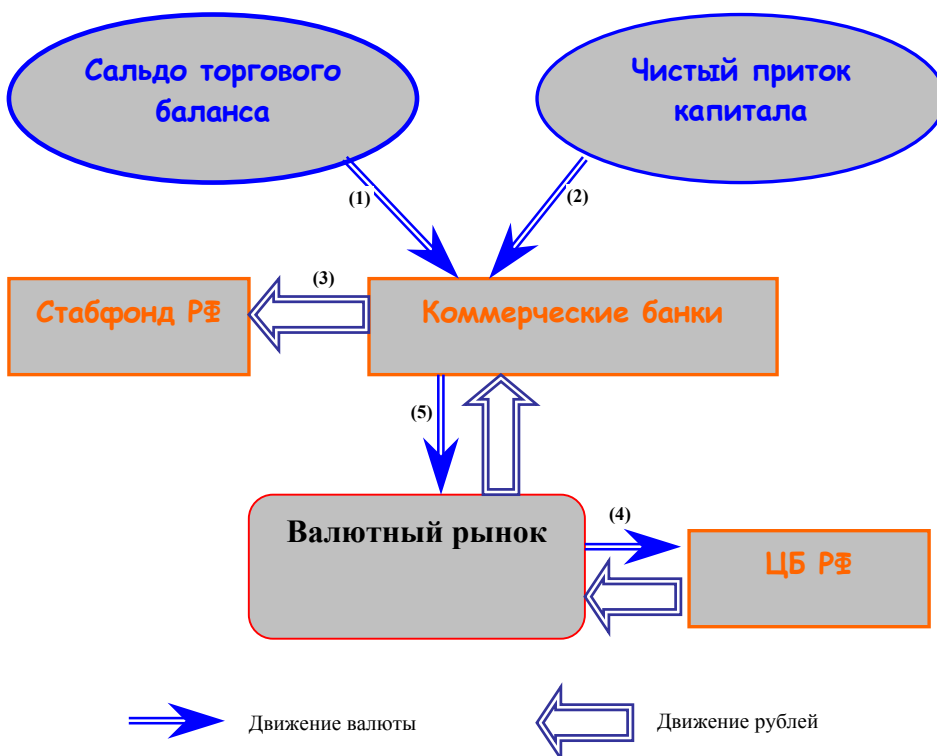 Сальдо торгового
баланса
Чистый приток
капитала
(1)
(2)
(3)
Стабфонд РФ
Коммерческие банки
(5)
Валютный рынок
(4)
ЦБ РФ
Движение валюты
Движение рублей